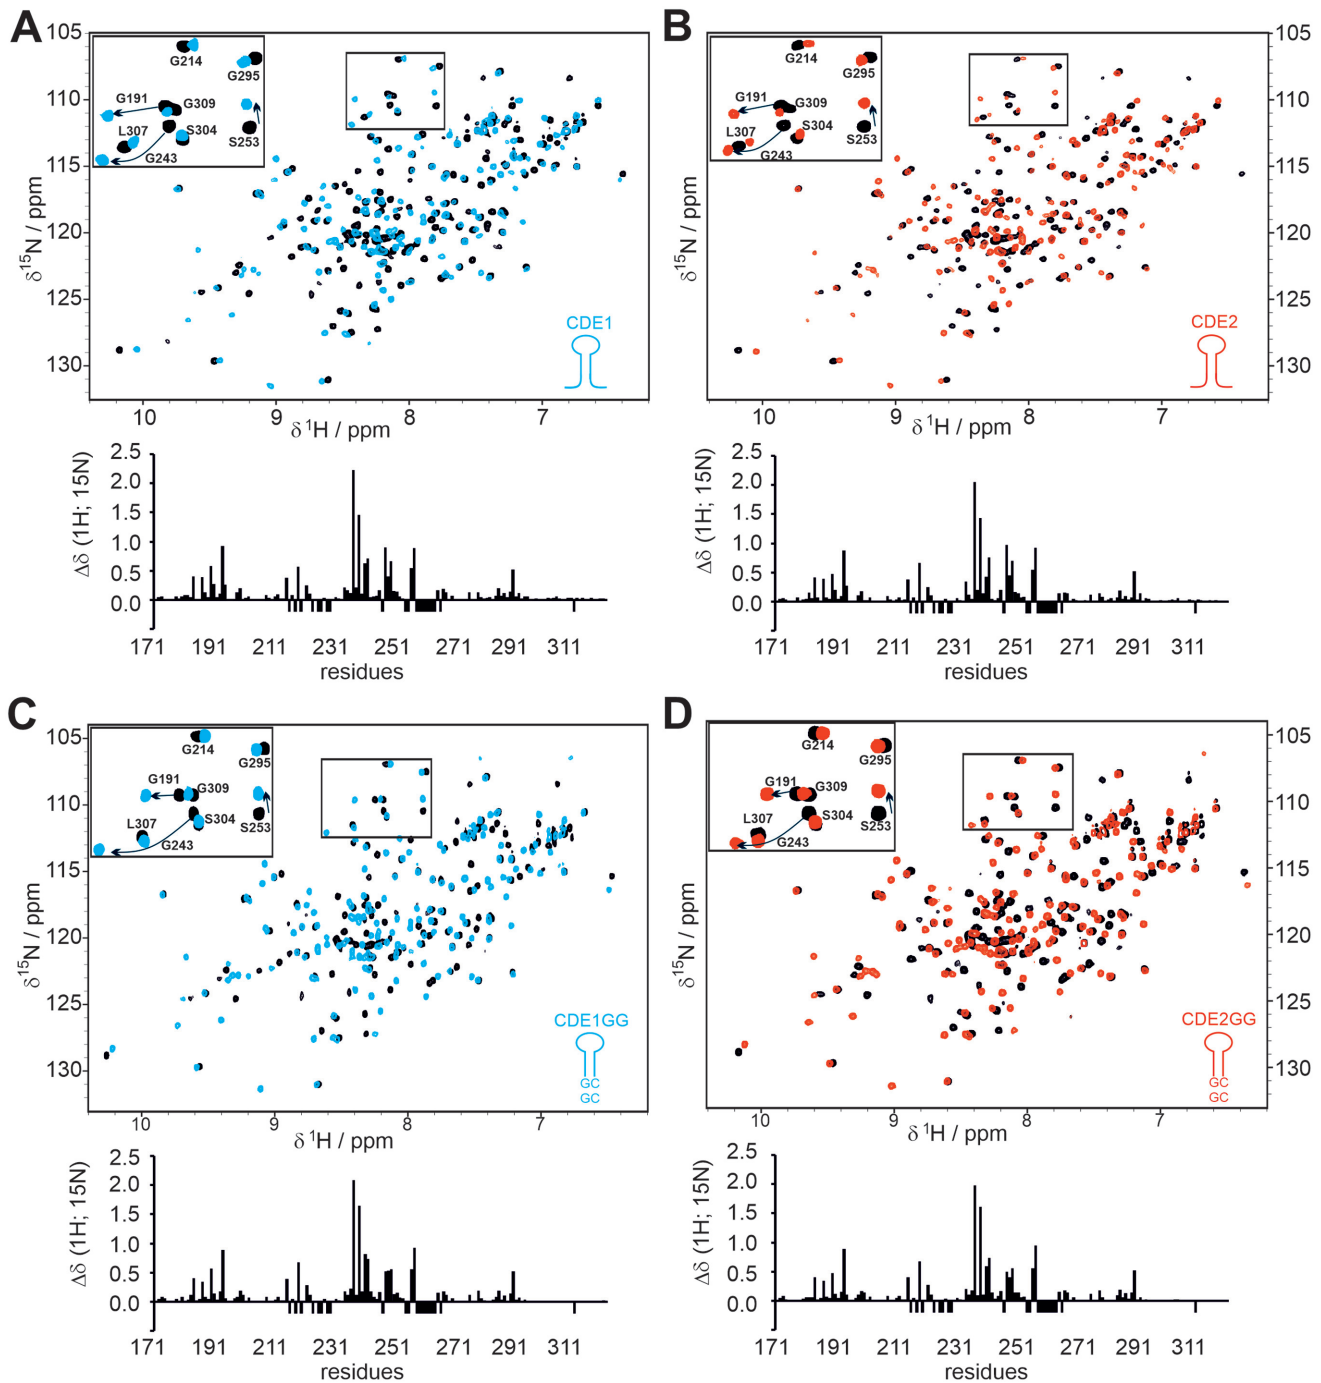 A
105
110
115
120
125
130
δ15N / ppm
G214
G295
G191
G309
L307
S304
S253
G243
CDE1
10
9
8
7
δ 1H / ppm
2.5
2.0
1.5
1.0
0.5
0.0
Δδ (1H; 15N)
171 191 211 231 251 271 291 311
residues
B
105
110
115
120
125
130
δ15N / ppm
G214
G295
G191
G309
L307
S304
S253
G243
CDE2
10
9
8
7
δ 1H / ppm
2.5
2.0
1.5
1.0
0.5
0.0
Δδ (1H; 15N)
171 191 211 231 251 271 291 311
residues
C
105
110
115
120
125
130
δ15N / ppm
G214
G295
G191
G309
L307
S304
S253
G243
CDE1GG
GC
GC
10
9
8
7
δ 1H / ppm
2.5
2.0
1.5
1.0
0.5
0.0
Δδ (1H; 15N)
171 191 211 231 251 271 291 311
residues
D
105
110
115
120
125
130
δ15N / ppm
G214
G295
G191
G309
L307
S304
S253
G243
CDE2GG
GC
GC
10
9
8
7
δ 1H / ppm
2.5
2.0
1.5
1.0
0.5
0.0
Δδ (1H; 15N)
171 191 211 231 251 271 291 311
residues